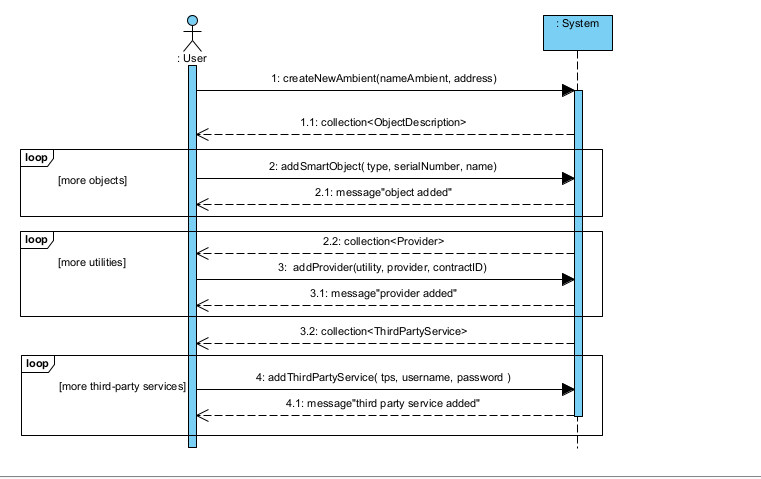 : User
: System
1: createNewAmbient(nameAmbient, address)
1.1: collection<ObjectDescription>
loop
[more objects]
2: addSmartObject( type, serialNumber, name)
2.1: message"object added"
loop
[more utilities]
2.2: collection<Provider>
3:  addProvider(utility, provider, contractID)
3.1: message"provider added"
3.2: collection<ThirdPartyService>
loop
[more third-party services]
4: addThirdPartyService( tps, username, password )
4.1: message"third party service added"